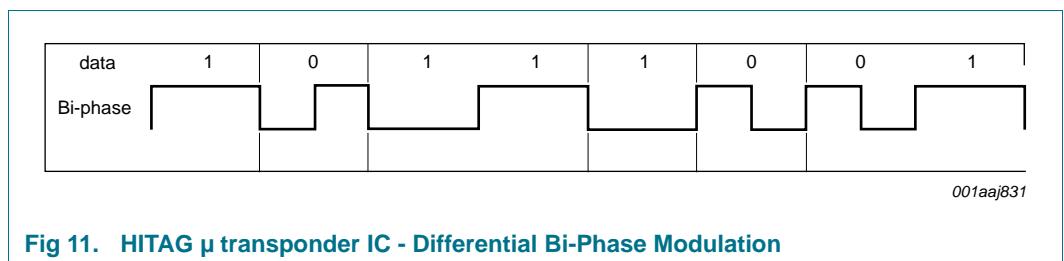 data 1 0 1 1 1 0 0 1
Bi-phase
001aaj831
Fig 11. HITAG µ transponder IC - Differential Bi-Phase Modulation